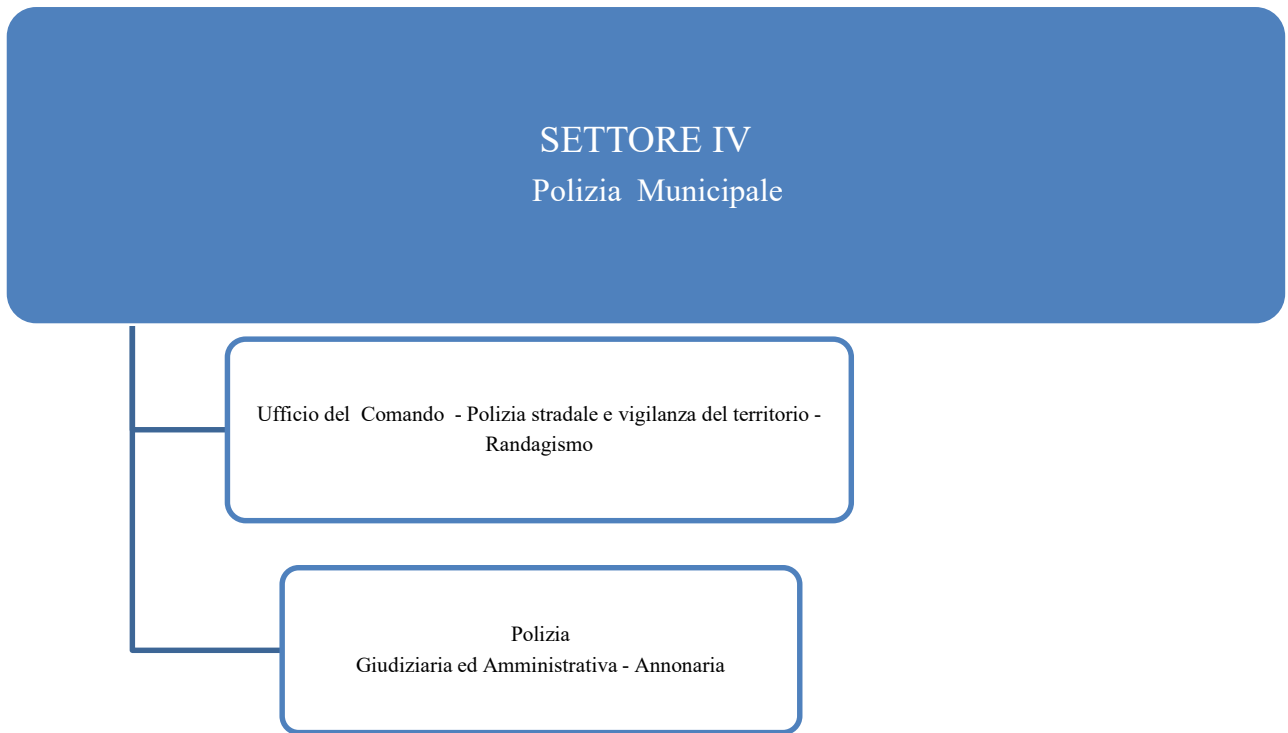 SETTORE IV
Polizia  Municipale
Ufficio del  Comando  - Polizia stradale e vigilanza del territorio -
Randagismo
Polizia
Giudiziaria ed Amministrativa - Annonaria